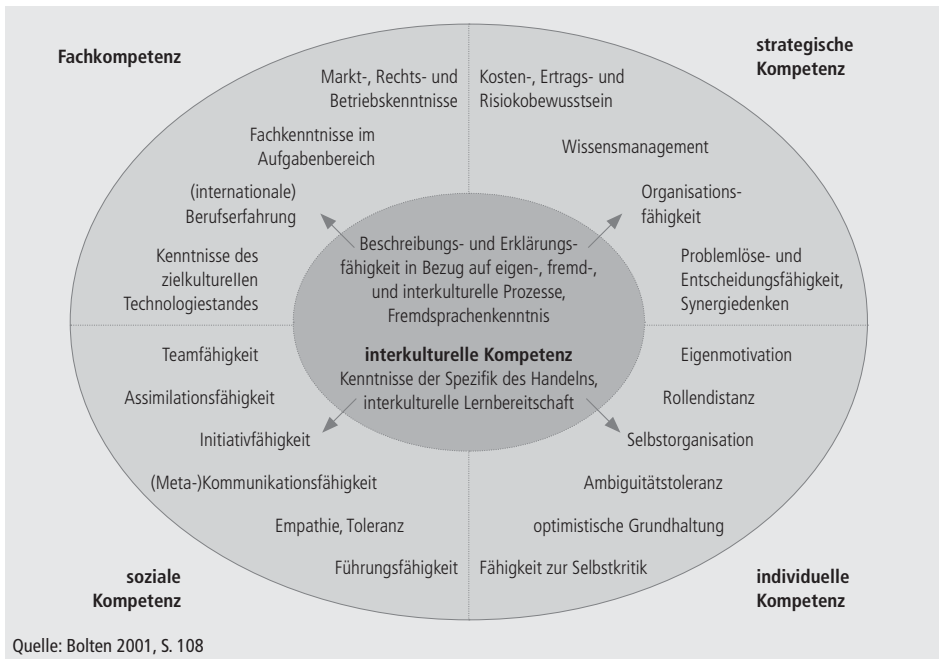 Fachkompetenz
Markt-, Rechts- und
Betriebskenntnisse
Fachkenntnisse im
Aufgabenbereich
(internationale)
Berufserfahrung
Kenntnisse des
zielkulturellen
Technologiestandes
strategische
Kompetenz
Kosten-, Ertrags- und
Risiokobewusstsein
Wissensmanagement
Organisations-
fähigkeit
Problemlöse- und
Entscheidungsfähigkeit,
Synergiedenken
Beschreibungs- und Erklärungs-
fähigkeit in Bezug auf eigen-, fremd-,
und interkulturelle Prozesse,
Fremdsprachenkenntnis
interkulturelle Kompetenz
Kenntnisse der Spezifik des Handelns,
interkulturelle Lernbereitschaft
Teamfähigkeit
Assimilationsfähigkeit
Initiativfähigkeit
(Meta-)Kommunikationsfähigkeit
Empathie, Toleranz
Führungsfähigkeit
soziale
Kompetenz
Eigenmotivation
Rollendistanz
Selbstorganisation
Ambiguitätstoleranz
optimistische Grundhaltung
Fähigkeit zur Selbstkritik
individuelle
Kompetenz
Quelle: Bolten 2001, S. 108